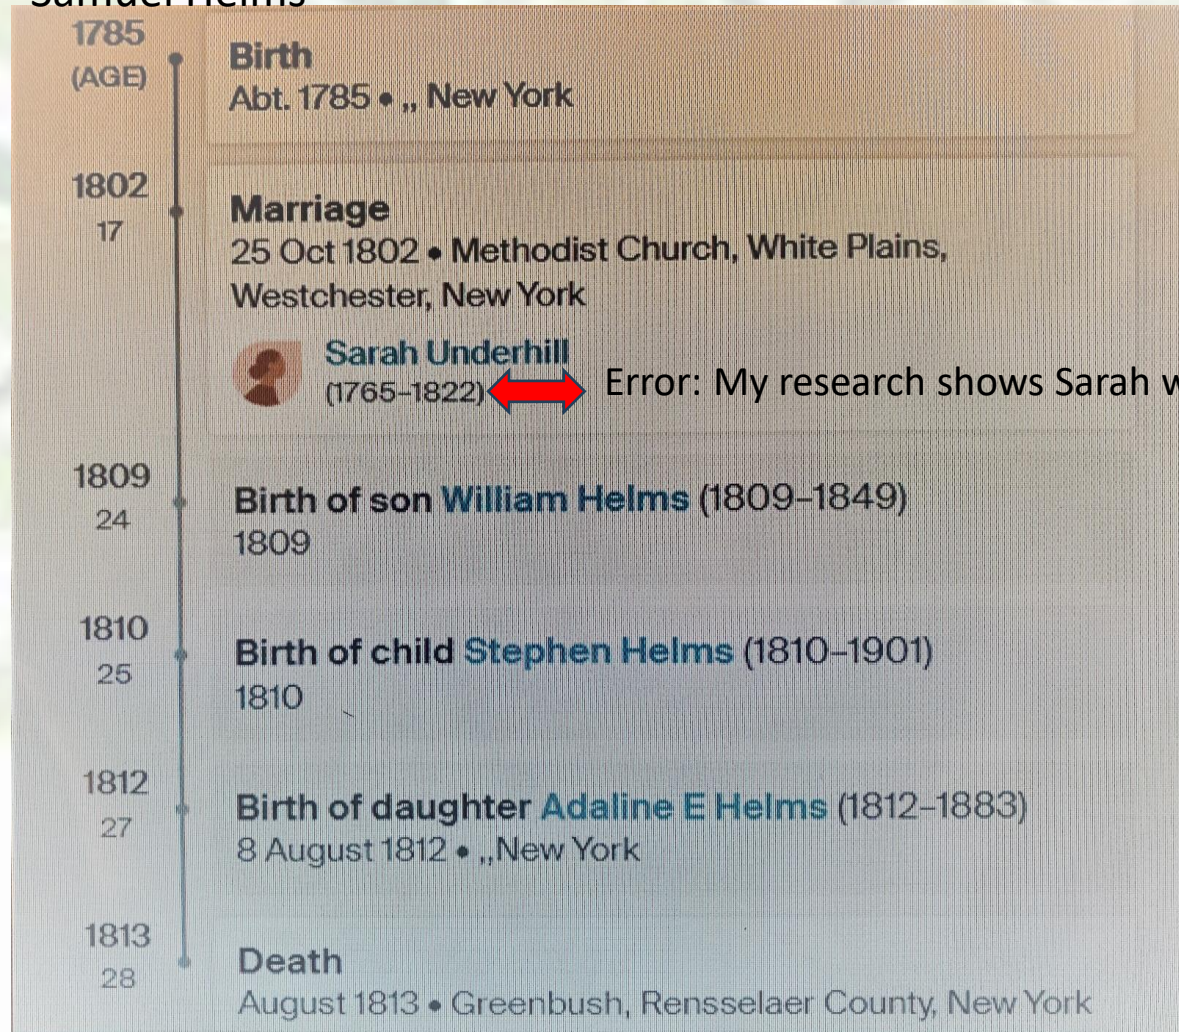 Samuel Helms
1785
(AGE)
Birth
Abt. 1785 • ,, New York
1802
17
Marriage
25 Oct 1802 • Methodist Church, White Plains,
Westchester, New York
Sarah Underhill
(1765–1822)
Error: My research shows Sarah
1809
24
Birth of son William Helms (1809–1849)
1809
1810
25
Birth of child Stephen Helms (1810–1901)
1810
1812
27
Birth of daughter Adaline E Helms (1812–1883)
8 August 1812 • ,,New York
1813
28
Death
August 1813 • Greenbush, Rensselaer County, New York